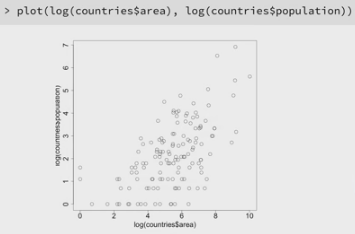 > plot(log(countries$area), log(countries$population))
7
6
5
4
3
2
1
0
log(countries$population)
0 2 4 6 8 10
log(countries$area)